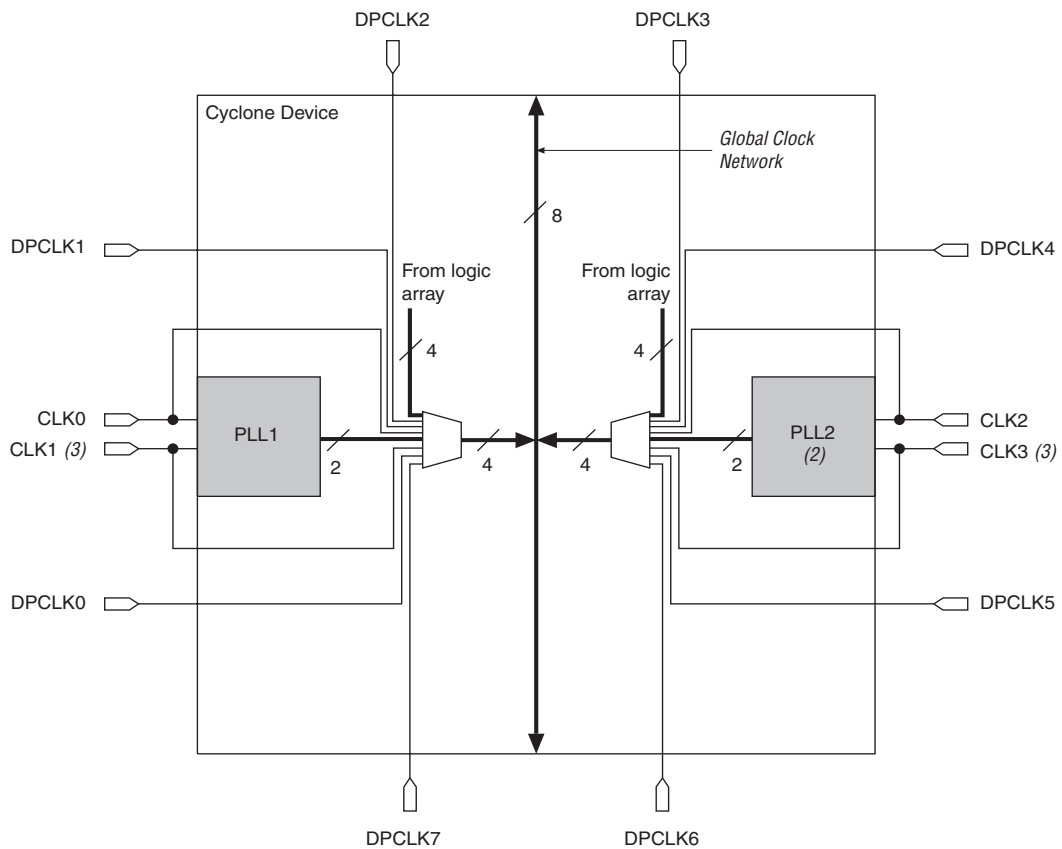 DPCLK2
DPCLK3
Cyclone Device
Global Clock
Network
8
DPCLK1
DPCLK4
From logic
array
From logic
array
4
4
CLK0
CLK2
PLL1
PLL2
(2)
CLK1 (3)
CLK3 (3)
2
4
4
2
DPCLK0
DPCLK5
DPCLK7
DPCLK6